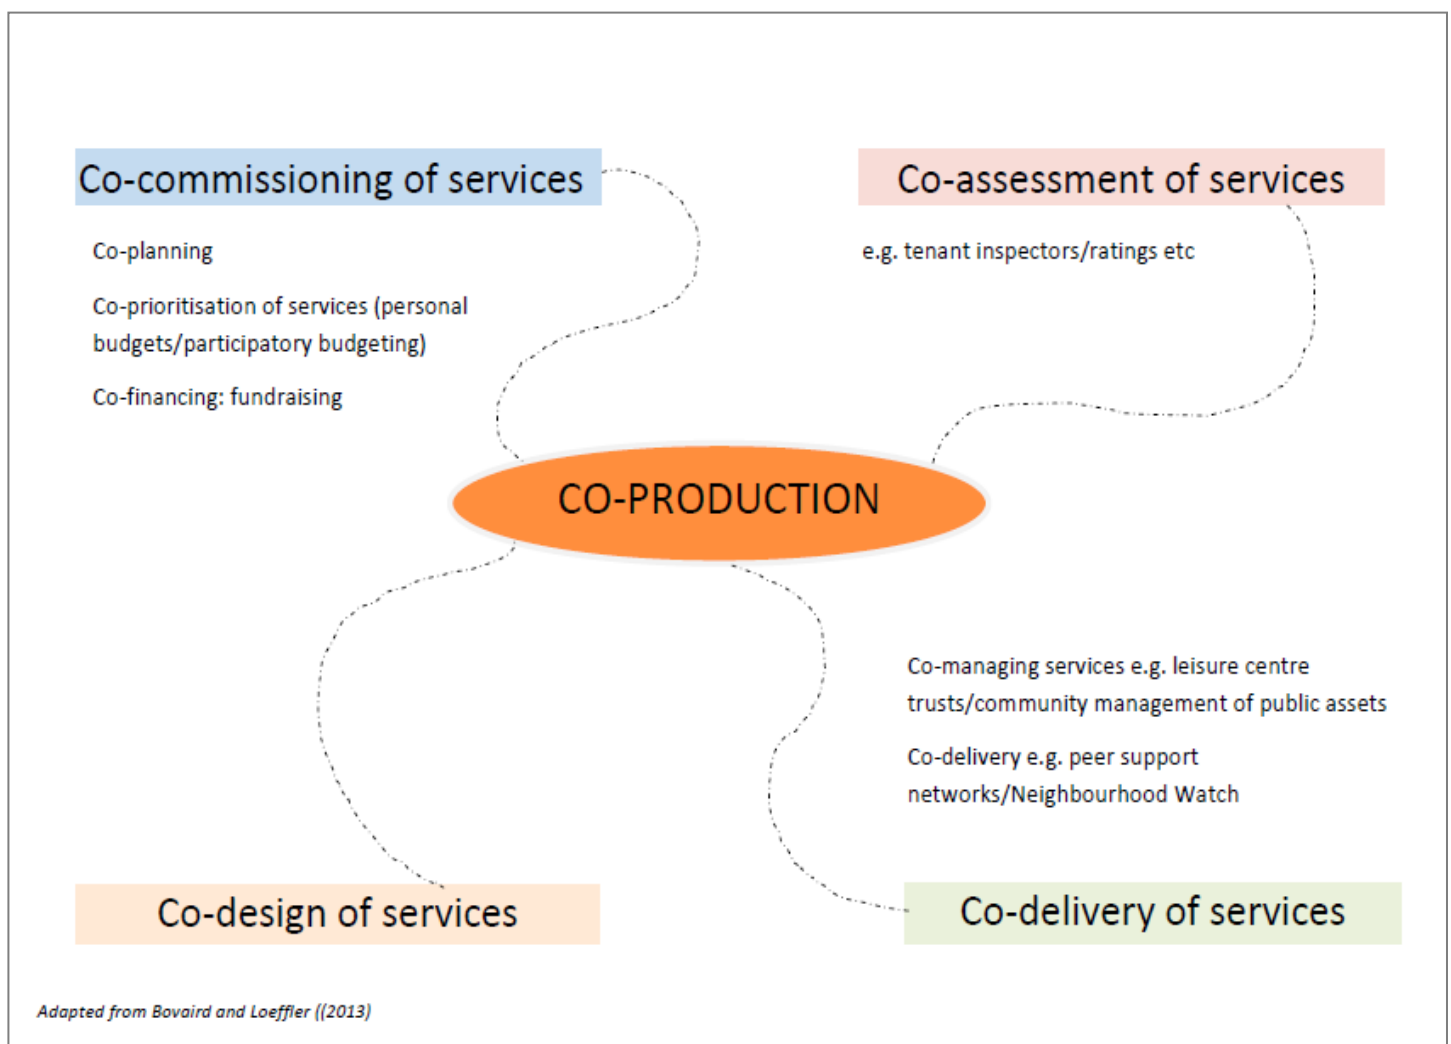 Co-commissioning of services
Co-planning
Co-prioritisation of services (personal
budgets/participatory budgeting)
Co-financing: fundraising
Co-assessment of services
e.g. tenant inspectors/ratings etc
CO-PRODUCTION
Co-design of services
Co-managing services e.g. leisure centre
trusts/community management of public assets
Co-delivery e.g. peer support
networks/Neighbourhood Watch
Co-delivery of services
Adapted from Bovaird and Loeffler ((2013)